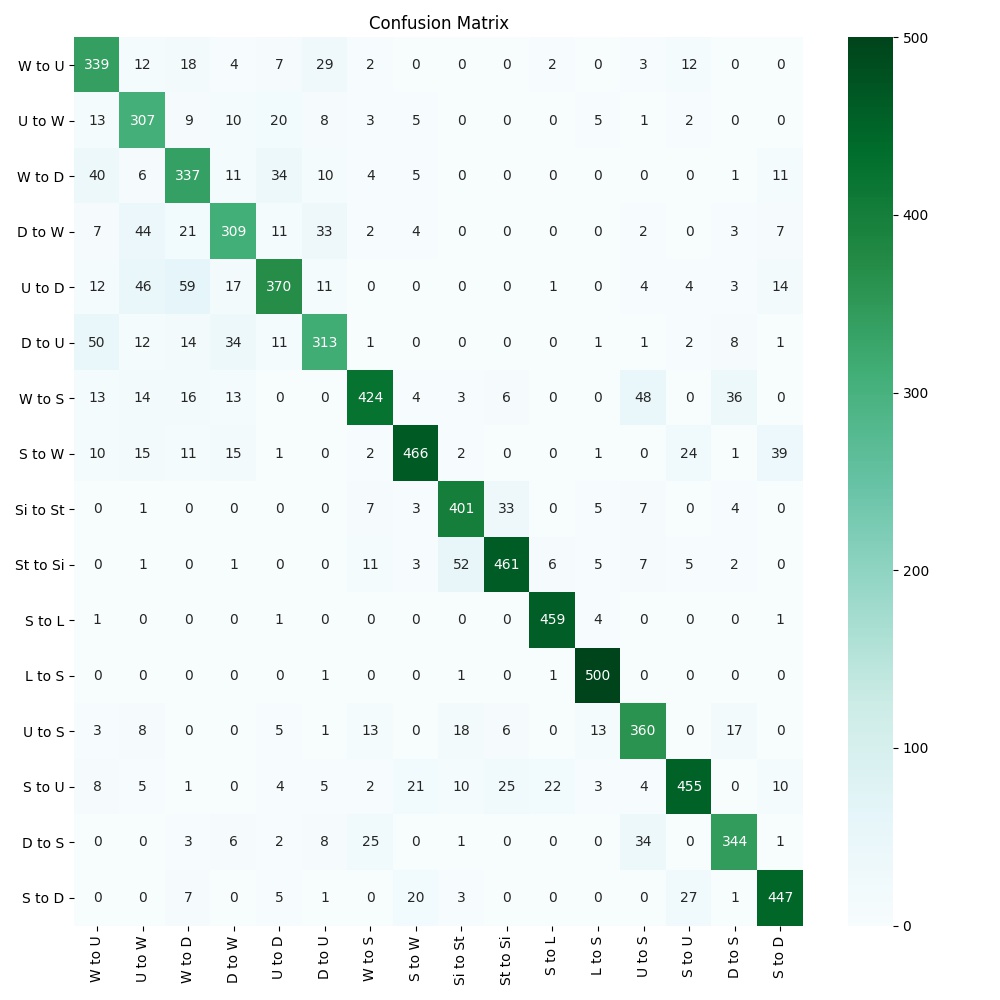 Confusion Matrix
W to U 339 12 18 4 7 29 2 0 0 0 2 0 3 12 0 0
U to W 13 307 9 10 20 8 3 5 0 0 0 5 1 2 0 0
W to D 40 6 337 11 34 10 4 5 0 0 0 0 0 0 1 11
D to W 7 44 21 309 11 33 2 4 0 0 0 0 2 0 3 7
U to D 12 46 59 17 370 11 0 0 0 0 1 0 4 4 3 14
D to U 50 12 14 34 11 313 1 0 0 0 0 1 1 2 8 1
W to S 13 14 16 13 0 0 424 4 3 6 0 0 48 0 36 0
S to W 10 15 11 15 1 0 2 466 2 0 0 1 0 24 1 39
Si to St 0 1 0 0 0 0 7 3 401 33 0 5 7 0 4 0
St to Si 0 1 0 1 0 0 11 3 52 461 6 5 7 5 2 0
S to L 1 0 0 0 1 0 0 0 0 0 459 4 0 0 0 1
L to S 0 0 0 0 0 1 0 0 1 0 1 500 0 0 0 0
U to S 3 8 0 0 5 1 13 0 18 6 0 13 360 0 17 0
S to U 8 5 1 0 4 5 2 21 10 25 22 3 4 455 0 10
D to S 0 0 3 6 2 8 25 0 1 0 0 0 34 0 344 1
S to D 0 0 7 0 5 1 0 20 3 0 0 0 0 27 1 447
W to U U to W W to D D to W U to D D to U W to S S to W Si to St St to Si S to L L to S U to S S to U D to S S to D
500
400
300
200
100
0